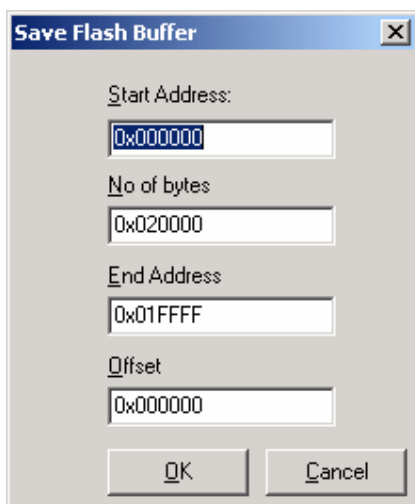 Save Flash Buffer
Start Address:
0x000000
No of bytes
0x020000
End Address
0x01FFFF
Offset
0x000000
OK Cancel